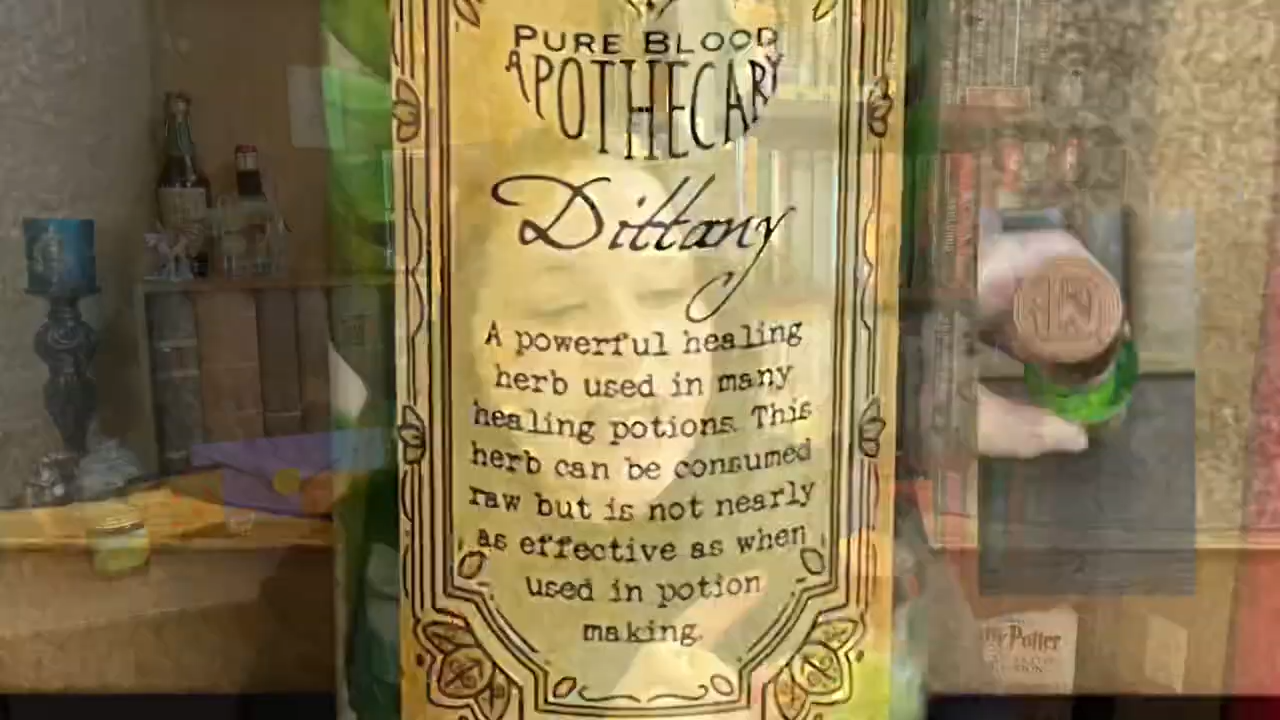 PURE BLOOD
APOTHECARY
Dittany
A powerful healing
herb used in many
healing potions. This
herb can be consumed
raw but is not nearly
as effective as when
used in potion
making.
Potter